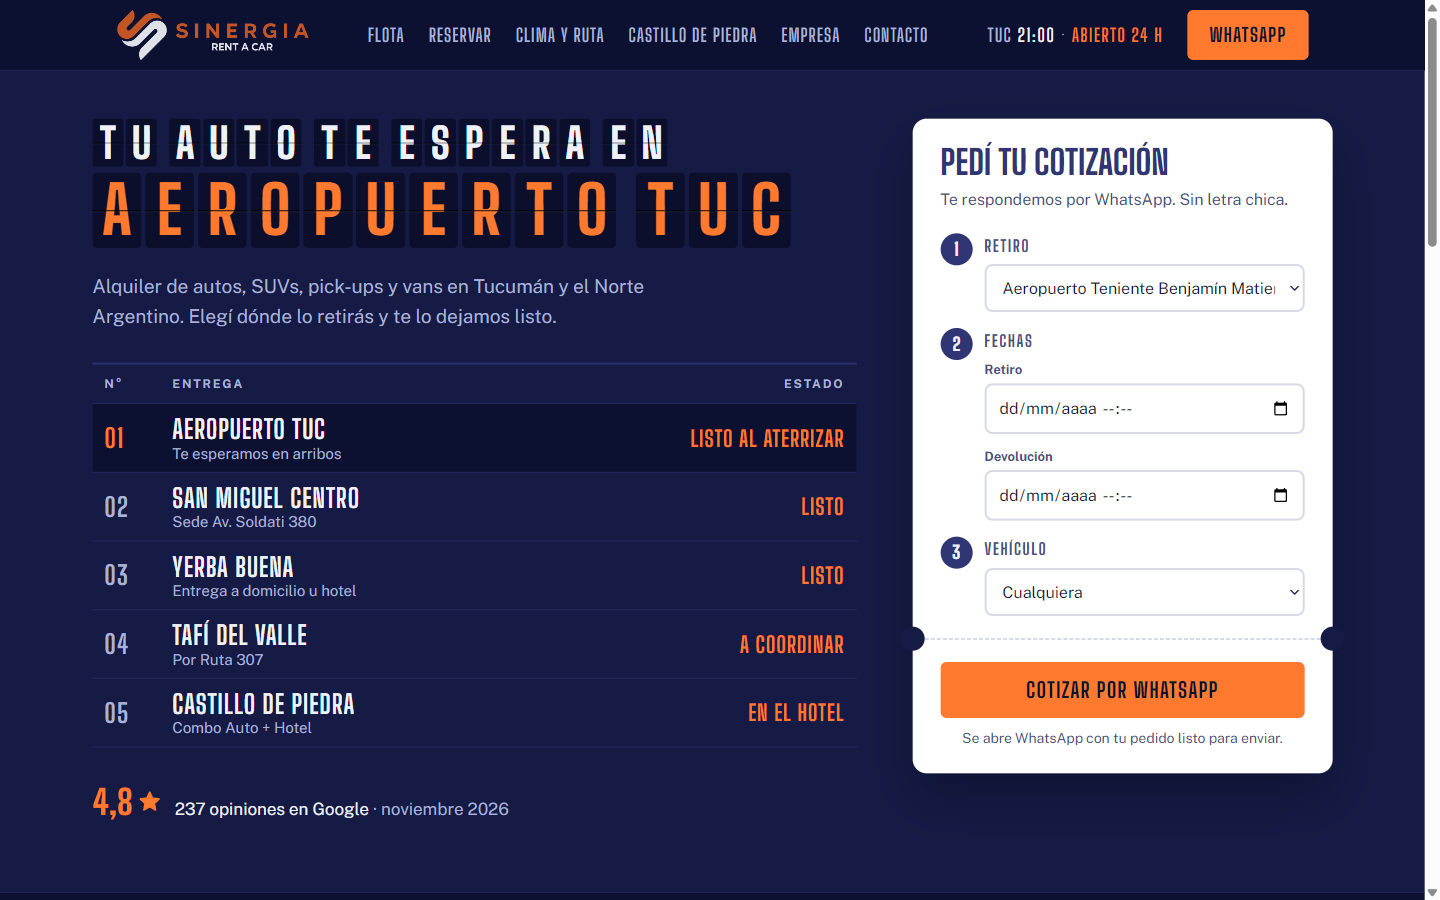 SINERGIA
RENT A CAR
FLOTA RESERVAR CLIMA Y RUTA CASTILLO DE PIEDRA EMPRESA CONTACTO
TUC 21:00 · ABIERTO 24 H
WHATSAPP
TU AUTO TE ESPERA EN
AEROPUERTO TUC
Alquiler de autos, SUVs, pick-ups y vans en Tucumán y el Norte
Argentino. Elegí dónde lo retirás y te lo dejamos listo.
N° ENTREGA ESTADO
01 AEROPUERTO TUC LISTO AL ATERRIZAR
Te esperamos en arribos
02 SAN MIGUEL CENTRO LISTO
Sede Av. Soldati 380
03 YERBA BUENA LISTO
Entrega a domicilio u hotel
04 TAFÍ DEL VALLE A COORDINAR
Por Ruta 307
05 CASTILLO DE PIEDRA EN EL HOTEL
Combo Auto + Hotel
4,8 ★ 237 opiniones en Google · noviembre 2026
PEDÍ TU COTIZACIÓN
Te respondemos por WhatsApp. Sin letra chica.
1 RETIRO
Aeropuerto Teniente Benjamín Matier
2 FECHAS
Retiro
dd/mm/aaaa --:--
Devolución
dd/mm/aaaa --:--
3 VEHÍCULO
Cualquiera
COTIZAR POR WHATSAPP
Se abre WhatsApp con tu pedido listo para enviar.